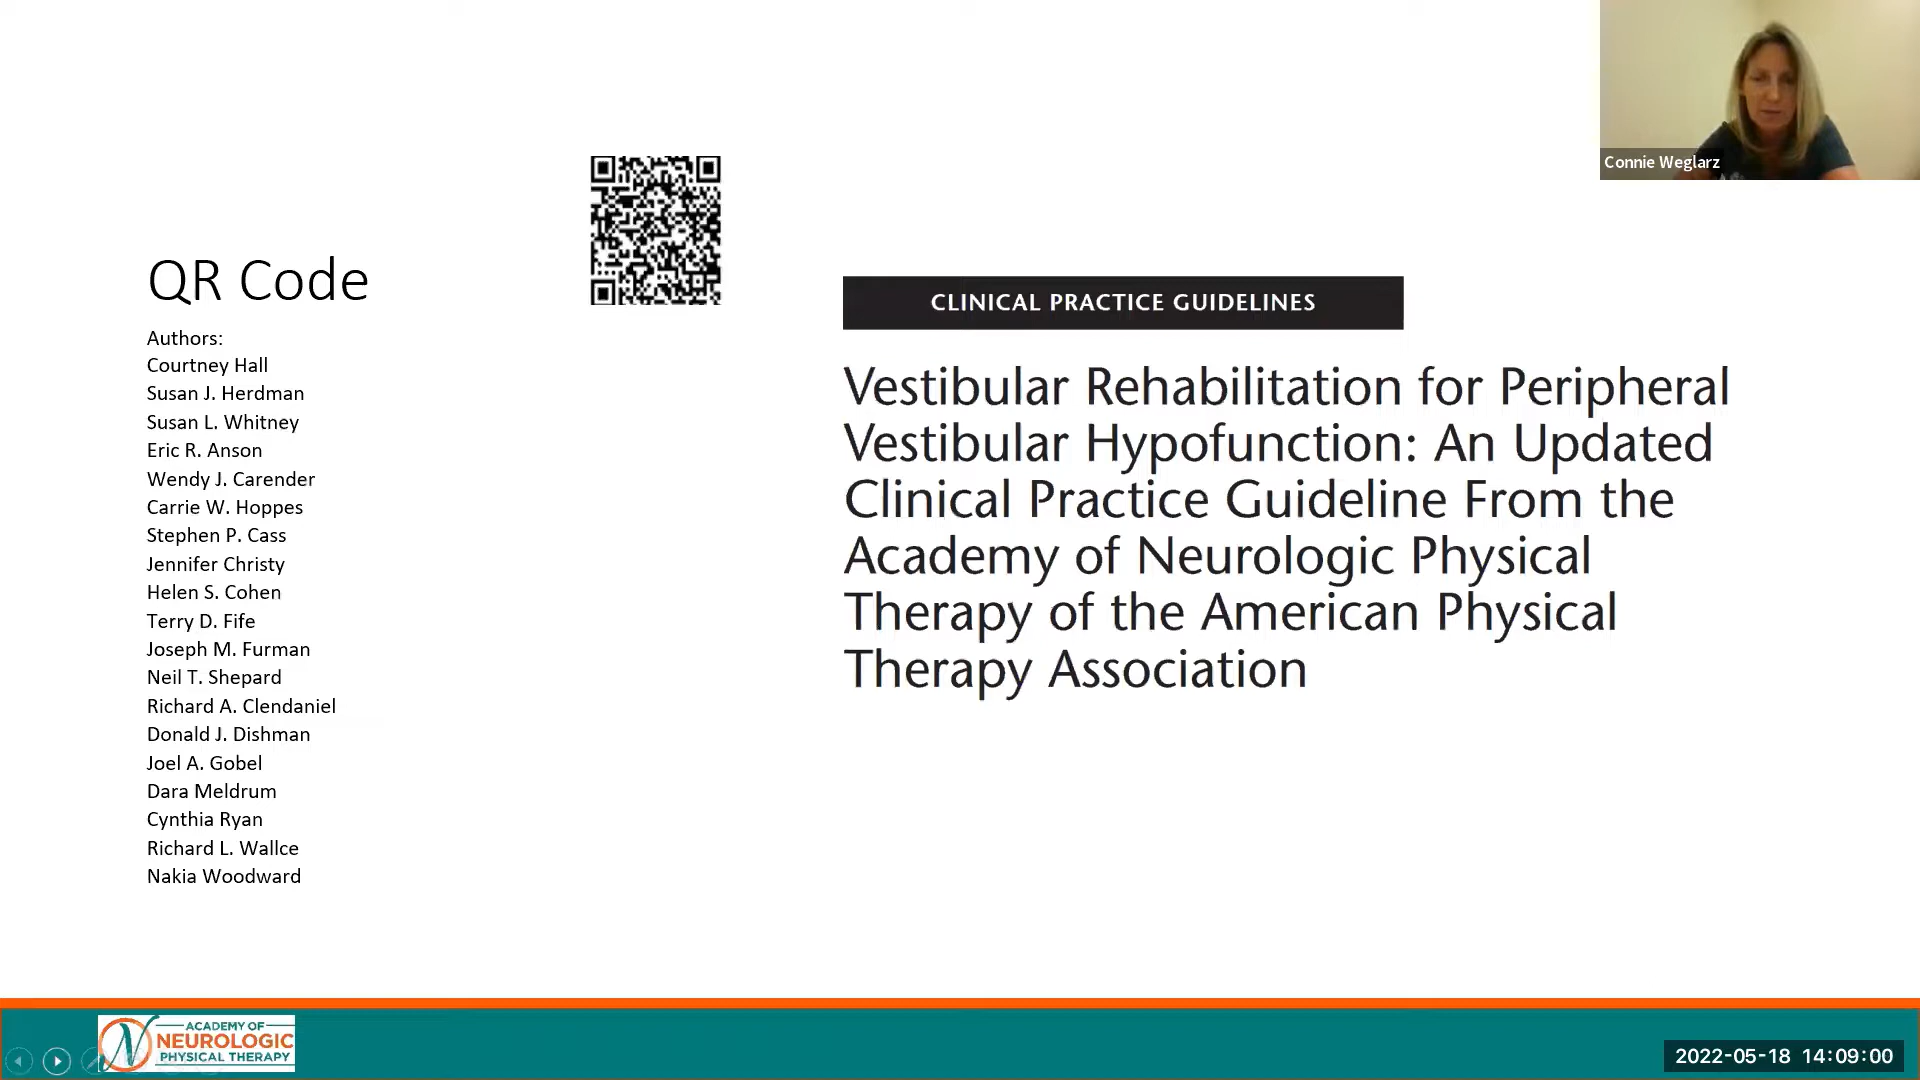 Connie Weglarz
QR Code
Authors:
Courtney Hall
Susan J. Herdman
Susan L. Whitney
Eric R. Anson
Wendy J. Carender
Carrie W. Hoppes
Stephen P. Cass
Jennifer Christy
Helen S. Cohen
Terry D. Fife
Joseph M. Furman
Neil T. Shepard
Richard A. Clendaniel
Donald J. Dishman
Joel A. Gobel
Dara Meldrum
Cynthia Ryan
Richard L. Wallce
Nakia Woodward
CLINICAL PRACTICE GUIDELINES
Vestibular Rehabilitation for Peripheral
Vestibular Hypofunction: An Updated
Clinical Practice Guideline From the
Academy of Neurologic Physical
Therapy of the American Physical
Therapy Association
ACADEMY OF
NEUROLOGIC
PHYSICAL THERAPY
2022-05-18 14:09:00